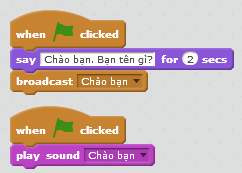 when clicked
say Chào bạn. Bạn tên gì? for 2 secs
broadcast Chào bạn
when clicked
play sound Chào bạn